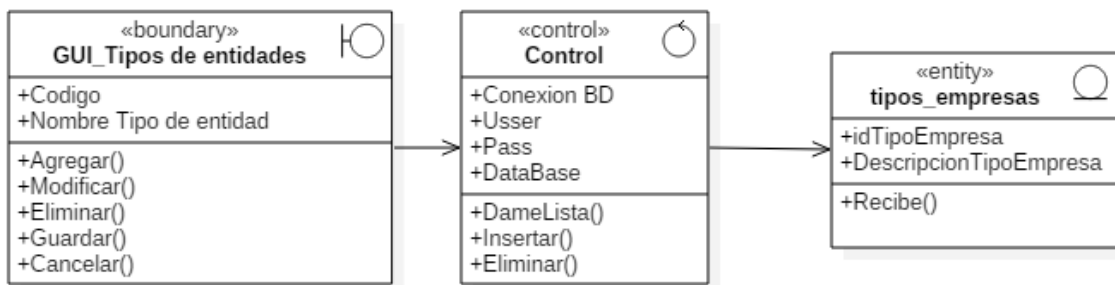 «boundary»
GUI_Tipos de entidades
+Codigo
+Nombre Tipo de entidad
+Agregar()
+Modificar()
+Eliminar()
+Guardar()
+Cancelar()
«control»
Control
+Conexion BD
+Usser
+Pass
+DataBase
+DameLista()
+Insertar()
+Eliminar()
«entity»
tipos_empresas
+idTipoEmpresa
+DescripcionTipoEmpresa
+Recibe()